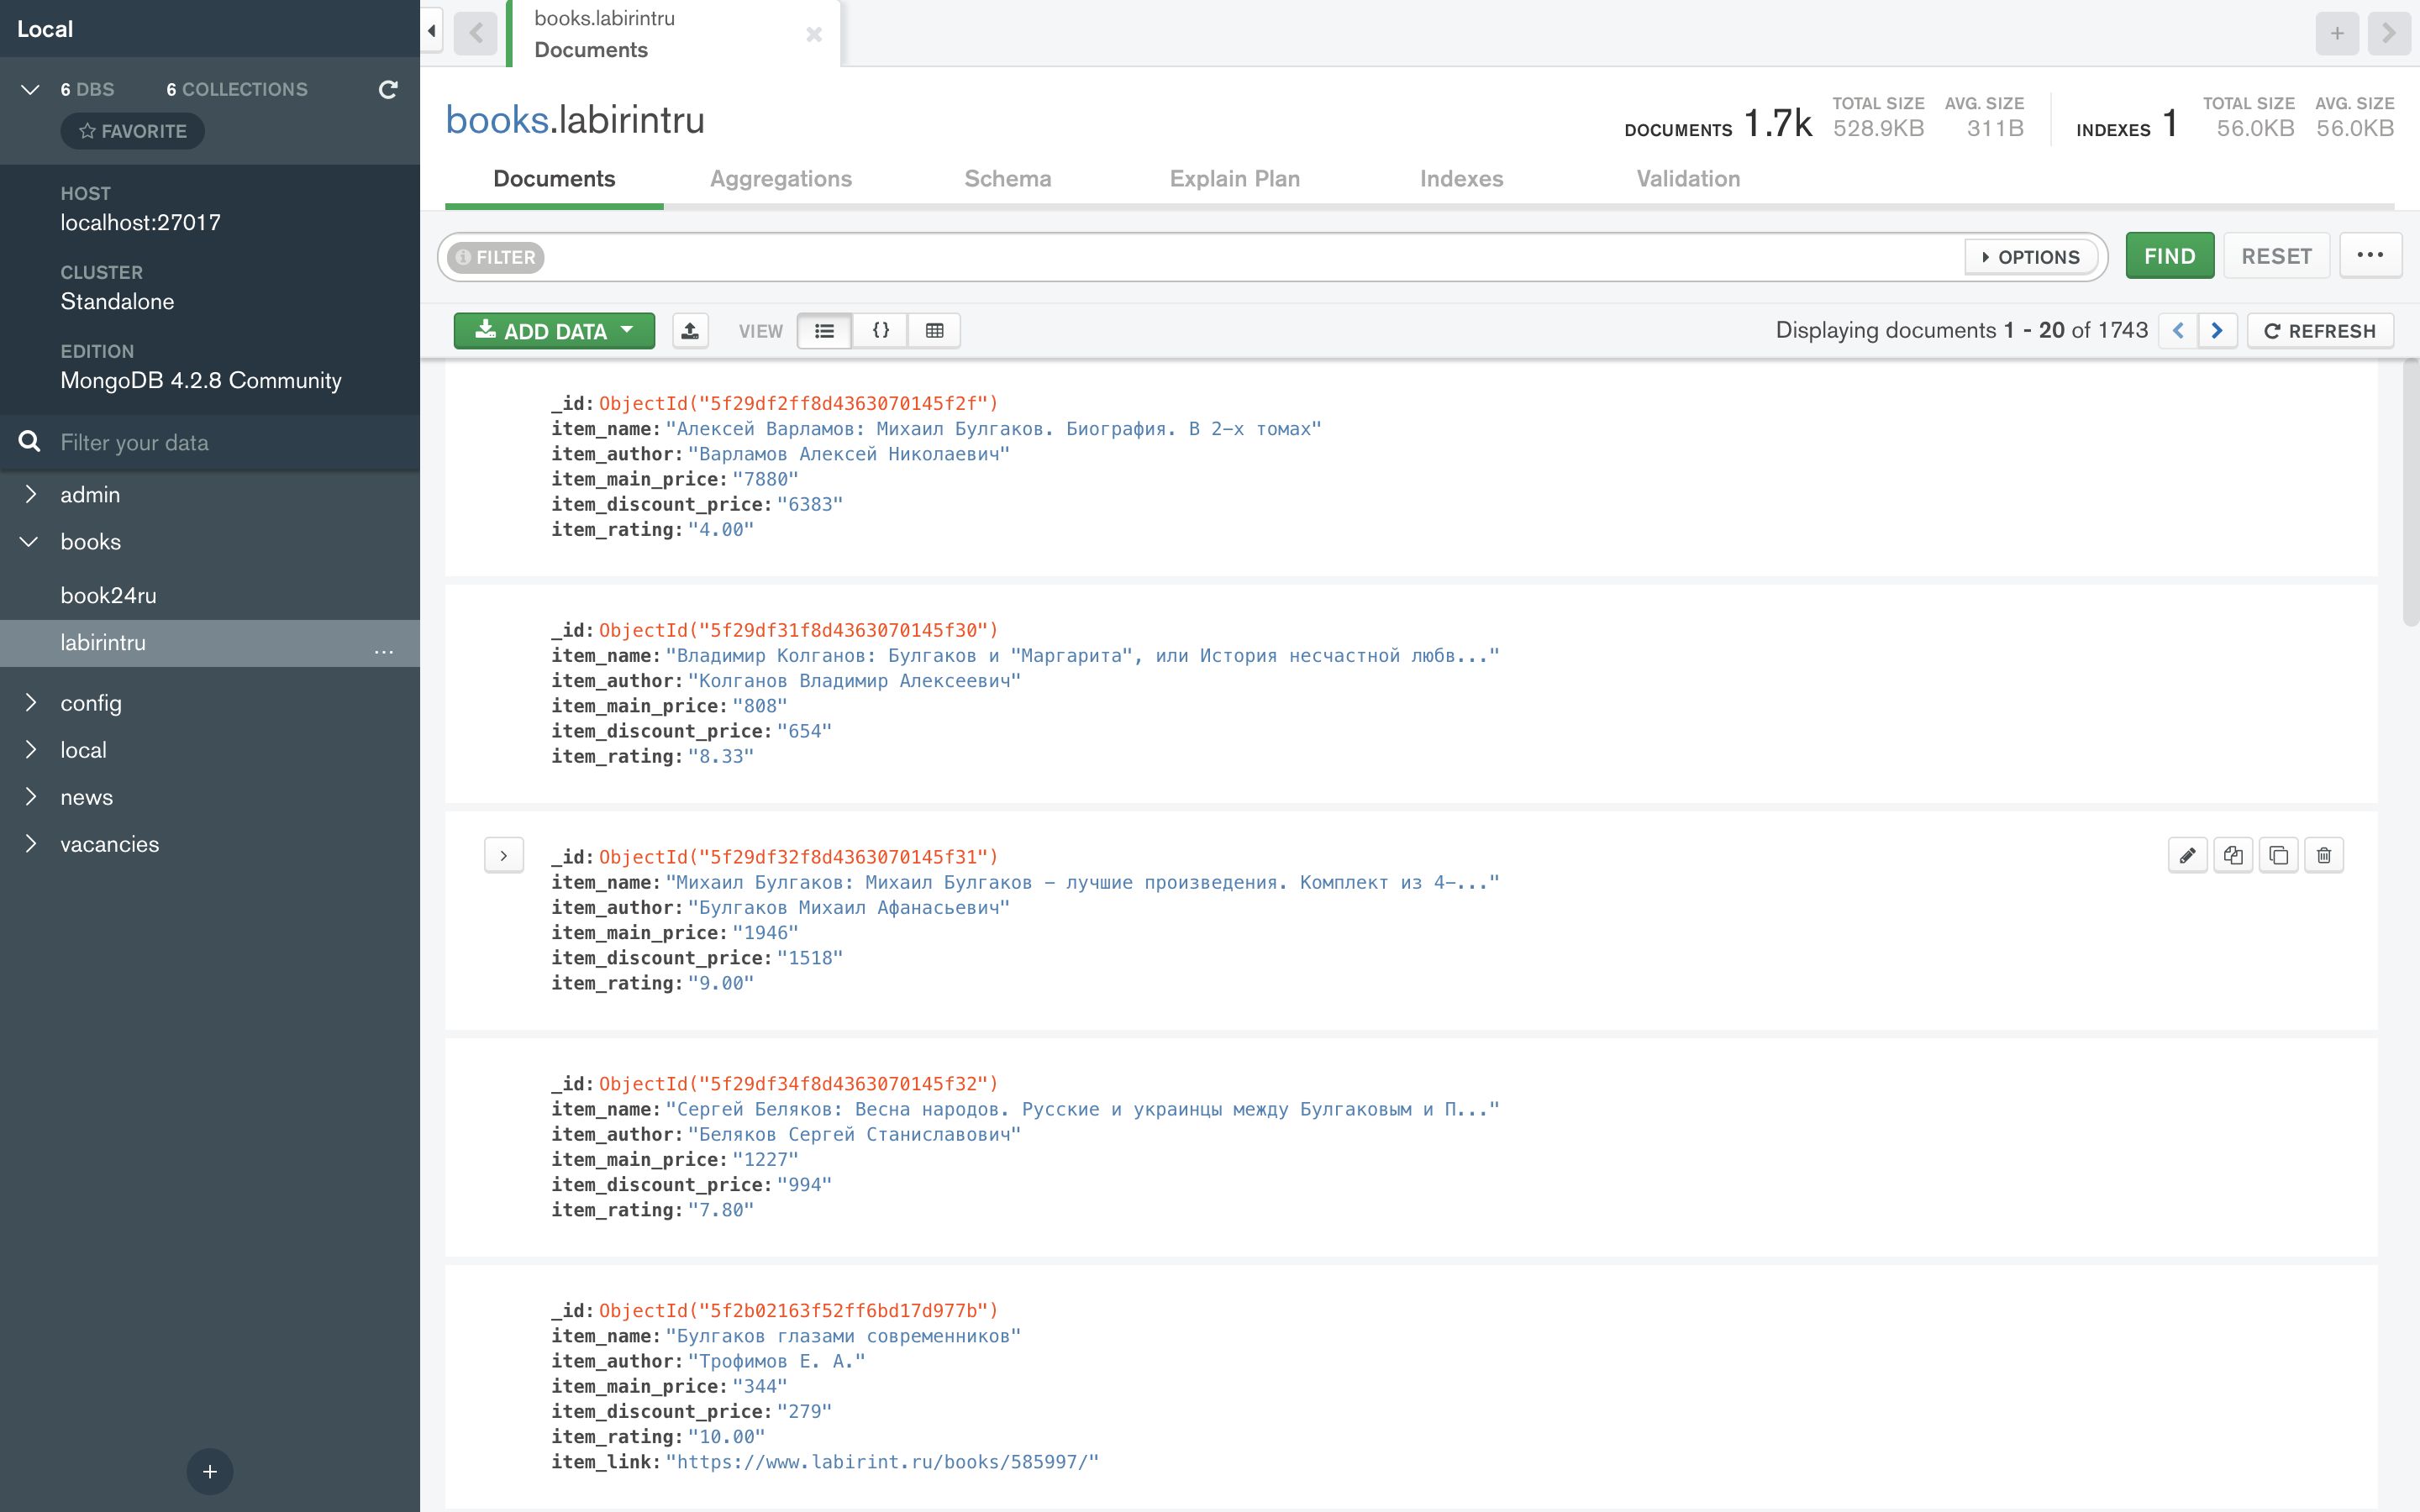 Local
6 DBS 6 COLLECTIONS
FAVORITE
HOST
localhost:27017
CLUSTER
Standalone
EDITION
MongoDB 4.2.8 Community
Filter your data
admin
books
book24ru
labirintru ...
config
local
news
vacancies
books.labirintru
Documents
books.labirintru
DOCUMENTS 1.7k
TOTAL SIZE
528.9KB
AVG. SIZE
311B
INDEXES 1
TOTAL SIZE
56.0KB
AVG. SIZE
56.0KB
Documents Aggregations Schema Explain Plan Indexes Validation
FILTER
OPTIONS
FIND
RESET
ADD DATA
VIEW
{}
Displaying documents 1 - 20 of 1743
REFRESH
_id: ObjectId("5f29df2ff8d4363070145f2f")
item_name: "Алексей Варламов: Михаил Булгаков. Биография. В 2-х томах"
item_author: "Варламов Алексей Николаевич"
item_main_price: "7880"
item_discount_price: "6383"
item_rating: "4.00"
_id: ObjectId("5f29df31f8d4363070145f30")
item_name: "Владимир Колганов: Булгаков и "Маргарита", или История несчастной любв..."
item_author: "Колганов Владимир Алексеевич"
item_main_price: "808"
item_discount_price: "654"
item_rating: "8.33"
_id: ObjectId("5f29df32f8d4363070145f31")
item_name: "Михаил Булгаков: Михаил Булгаков - лучшие произведения. Комплект из 4-..."
item_author: "Булгаков Михаил Афанасьевич"
item_main_price: "1946"
item_discount_price: "1518"
item_rating: "9.00"
_id: ObjectId("5f29df34f8d4363070145f32")
item_name: "Сергей Беляков: Весна народов. Русские и украинцы между Булгаковым и П..."
item_author: "Беляков Сергей Станиславович"
item_main_price: "1227"
item_discount_price: "994"
item_rating: "7.80"
_id: ObjectId("5f2b02163f52ff6bd17d977b")
item_name: "Булгаков глазами современников"
item_author: "Трофимов Е. А."
item_main_price: "344"
item_discount_price: "279"
item_rating: "10.00"
item_link: "https://www.labirint.ru/books/585997/"